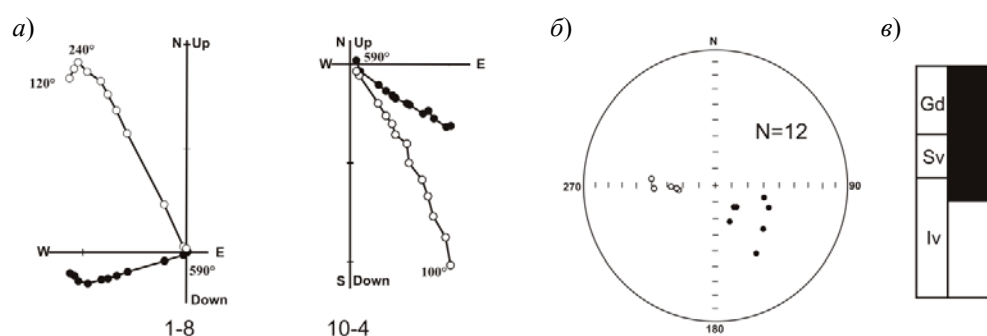 а)
N Up
240°
120°
W E
590°
Down
1-8
N Up
590°
W E
100°
S Down
10-4
б)
N
N=12
270 90
180
в)
Gd
Sv
Iv